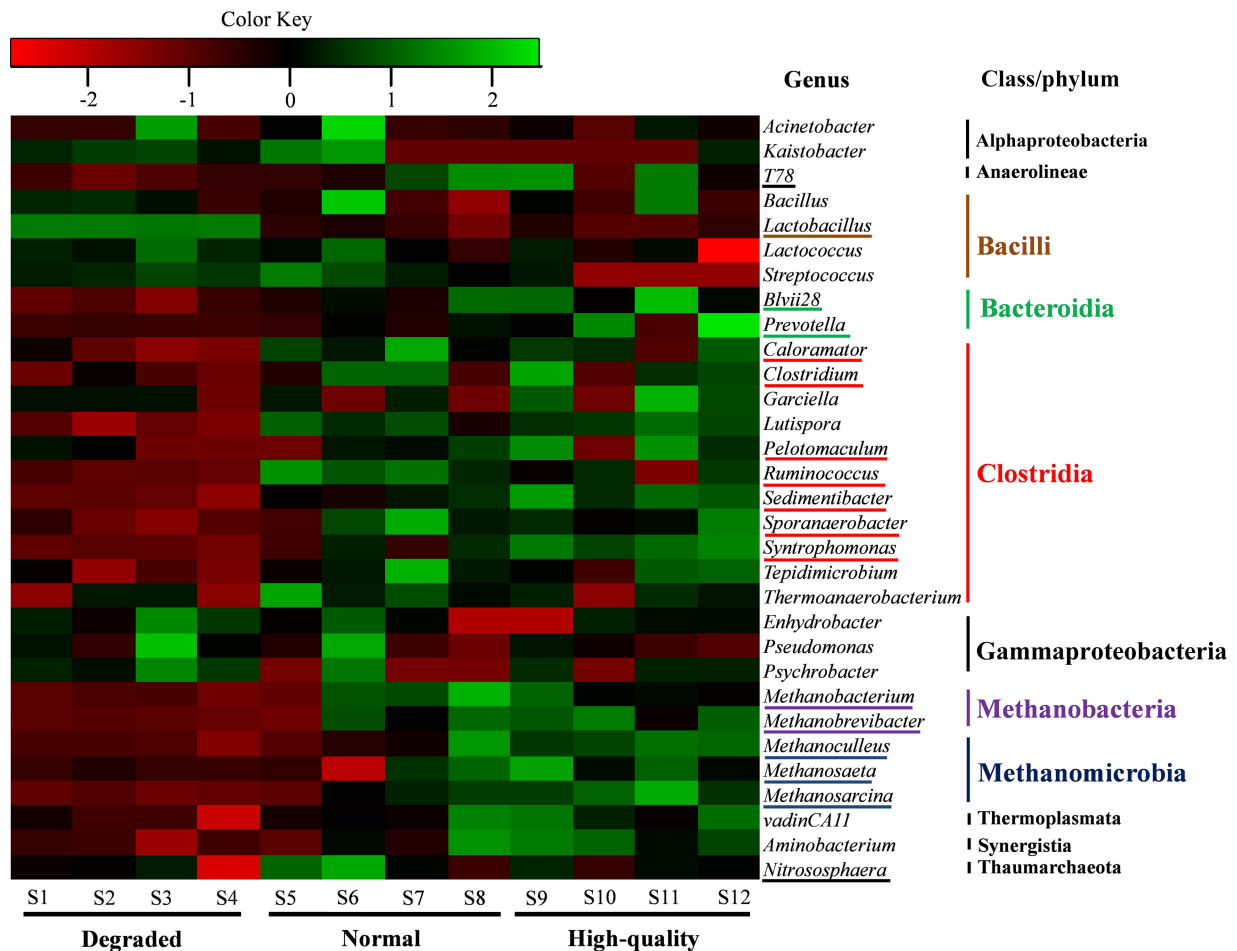 Color Key
-2 -1 0 1 2
Genus Class/phylum
Acinetobacter
Kaistobacter
Alphaproteobacteria
T78 Anaerolineae
Bacillus
Lactobacillus
Lactococcus
Streptococcus
Bacilli
Blvii28
Prevotella
Bacteroidia
Caloramator
Clostridium
Garciella
Lutispora
Pelotomaculum
Ruminococcus
Sedimentibacter
Sporanaerobacter
Syntrophomonas
Tepidimicrobium
Thermoanaerobacterium
Clostridia
Enhydrobacter
Pseudomonas
Psychrobacter
Gammaproteobacteria
Methanobacterium
Methanobrevibacter
Methanobacteria
Methanoculleus
Methanosaeta
Methanosarcina
Methanomicrobia
vadinCA11 Thermoplasmata
Aminobacterium Synergistia
Nitrososphaera Thaumarchaeota
S1 S2 S3 S4 S5 S6 S7 S8 S9 S10 S11 S12
Degraded Normal High-quality